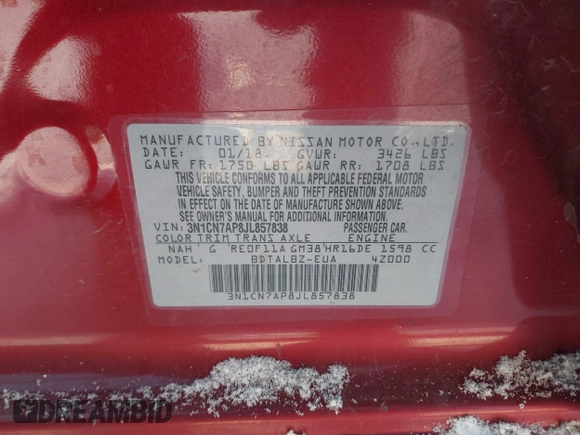 MANUFACTURED BY NISSAN MOTOR CO., LTD.
DATE: 01/18 GVWR: 3426 LBS
GAWR FR: 1750 LBS GAWR RR: 1708 LBS
THIS VEHICLE CONFORMS TO ALL APPLICABLE FEDERAL MOTOR
VEHICLE SAFETY, BUMPER AND THEFT PREVENTION STANDARDS
IN EFFECT ON THE DATE OF MANUFACTURE SHOWN ABOVE.
SEE OWNER'S MANUAL FOR ADDITIONAL INFORMATION
VIN: 3N1CN7AP8JL857838 PASSENGER CAR.
COLOR TRIM TRANS AXLE ENGINE
NAH G RE0F11A GM38 HR16DE 1598 CC
MODEL: BDTALBZ-EUA 4Z000
3N1CN7AP8JL857838
DREAMBID